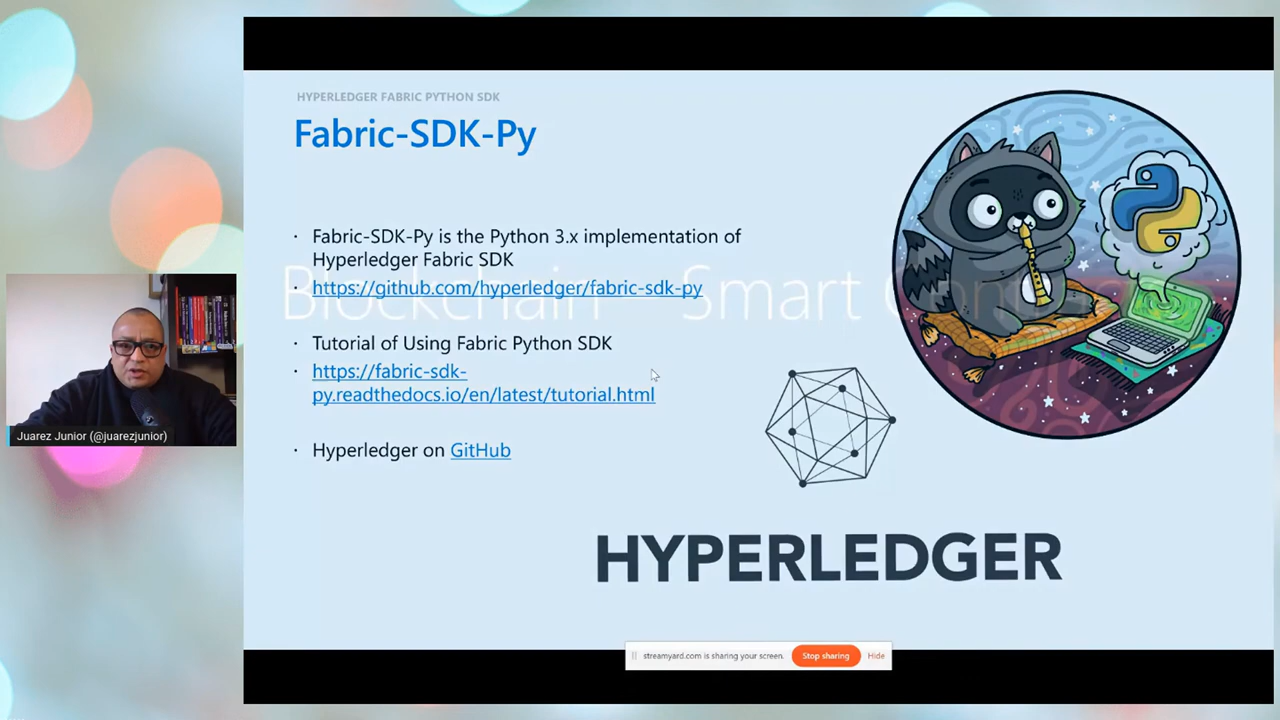 HYPERLEDGER FABRIC PYTHON SDK
Fabric-SDK-Py
· Fabric-SDK-Py is the Python 3.x implementation of
Hyperledger Fabric SDK
· https://github.com/hyperledger/fabric-sdk-py
Blockchain Smart
· Tutorial of Using Fabric Python SDK
· https://fabric-sdk-
py.readthedocs.io/en/latest/tutorial.html
· Hyperledger on GitHub
HYPERLEDGER
Juarez Junior (@juarezjunior)
streamyard.com is sharing your screen.
Stop sharing
Hide